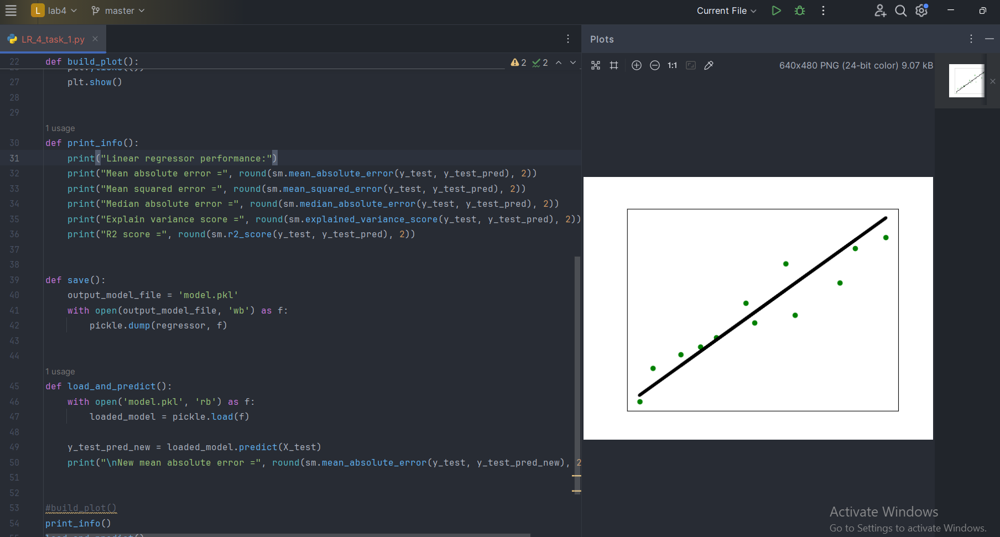 L lab4 master Current File
LR_4_task_1.py
Plots
22 def build_plot(): 2 2
1:1 640x480 PNG (24-bit color) 9.07 kB
27 plt.show()
28
29
1 usage
30 def print_info():
31 print("Linear regressor performance:")
32 print("Mean absolute error =", round(sm.mean_absolute_error(y_test, y_test_pred), 2))
33 print("Mean squared error =", round(sm.mean_squared_error(y_test, y_test_pred), 2))
34 print("Median absolute error =", round(sm.median_absolute_error(y_test, y_test_pred), 2))
35 print("Explain variance score =", round(sm.explained_variance_score(y_test, y_test_pred), 2))
36 print("R2 score =", round(sm.r2_score(y_test, y_test_pred), 2))
37
38
39 def save():
40 output_model_file = 'model.pkl'
41 with open(output_model_file, 'wb') as f:
42 pickle.dump(regressor, f)
43
44
1 usage
45 def load_and_predict():
46 with open('model.pkl', 'rb') as f:
47 loaded_model = pickle.load(f)
48
49 y_test_pred_new = loaded_model.predict(X_test)
50 print("\nNew mean absolute error =", round(sm.mean_absolute_error(y_test, y_test_pred_new), 2
51
52
53 #build_plot()
54 print_info()
Activate Windows
Go to Settings to activate Windows.